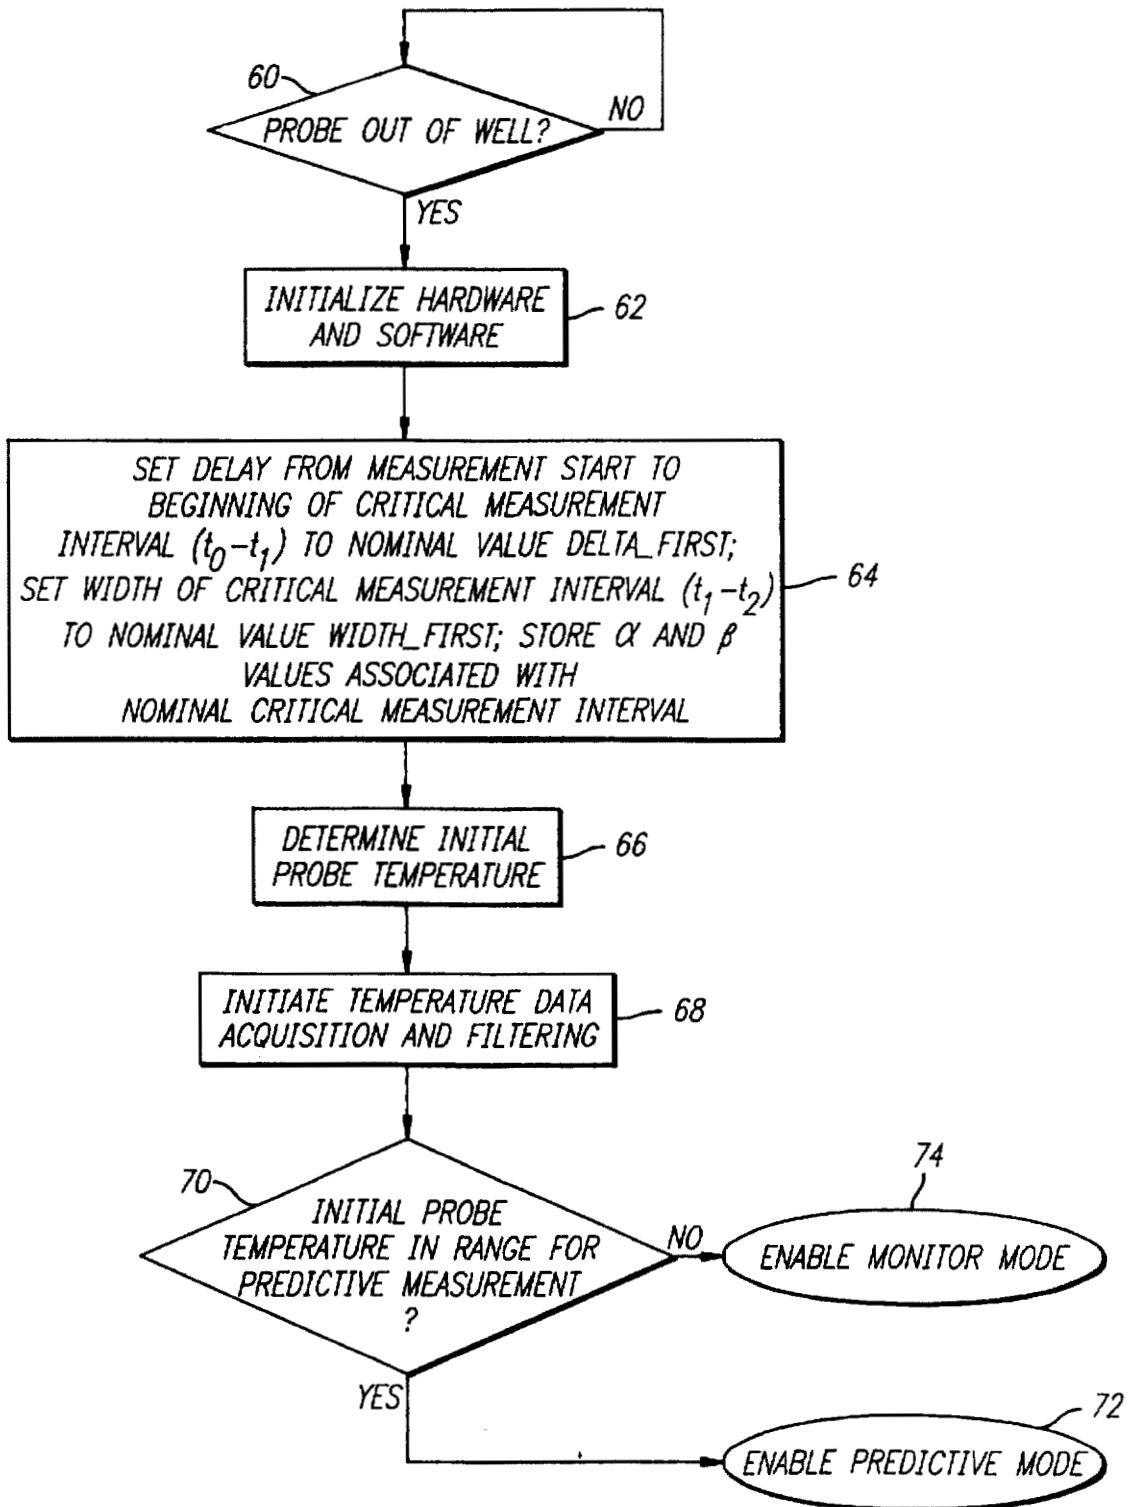 60
PROBE OUT OF WELL?
NO
YES
INITIALIZE HARDWARE
AND SOFTWARE
62
SET DELAY FROM MEASUREMENT START TO
BEGINNING OF CRITICAL MEASUREMENT
INTERVAL (t₀-t₁) TO NOMINAL VALUE DELTA_FIRST;
SET WIDTH OF CRITICAL MEASUREMENT INTERVAL (t₁-t₂)
TO NOMINAL VALUE WIDTH_FIRST; STORE α AND β
VALUES ASSOCIATED WITH
NOMINAL CRITICAL MEASUREMENT INTERVAL
64
DETERMINE INITIAL
PROBE TEMPERATURE
66
INITIATE TEMPERATURE DATA
ACQUISITION AND FILTERING
68
70
INITIAL PROBE
TEMPERATURE IN RANGE FOR
PREDICTIVE MEASUREMENT
?
NO
74
ENABLE MONITOR MODE
YES
72
ENABLE PREDICTIVE MODE